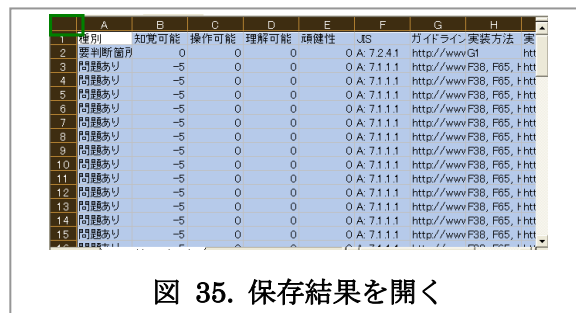 A B C D E F G H
1 種別 知覚可能 操作可能 理解可能 頑健性 JIS ガイドライン 実装方法 実
2 要判断箇所 0 0 0 0 A: 7.2.4.1 http://www G1 htt
3 問題あり -5 0 0 0 A: 7.1.1.1 http://www F38, F65, H htt
4 問題あり -5 0 0 0 A: 7.1.1.1 http://www F38, F65, H htt
5 問題あり -5 0 0 0 A: 7.1.1.1 http://www F38, F65, H htt
6 問題あり -5 0 0 0 A: 7.1.1.1 http://www F38, F65, H htt
7 問題あり -5 0 0 0 A: 7.1.1.1 http://www F38, F65, H htt
8 問題あり -5 0 0 0 A: 7.1.1.1 http://www F38, F65, H htt
9 問題あり -5 0 0 0 A: 7.1.1.1 http://www F38, F65, H htt
10 問題あり -5 0 0 0 A: 7.1.1.1 http://www F38, F65, H htt
11 問題あり -5 0 0 0 A: 7.1.1.1 http://www F38, F65, H htt
12 問題あり -5 0 0 0 A: 7.1.1.1 http://www F38, F65, H htt
13 問題あり -5 0 0 0 A: 7.1.1.1 http://www F38, F65, H htt
14 問題あり -5 0 0 0 A: 7.1.1.1 http://www F38, F65, H htt
15 問題あり -5 0 0 0 A: 7.1.1.1 http://www F38, F65, H htt
図 35. 保存結果を開く